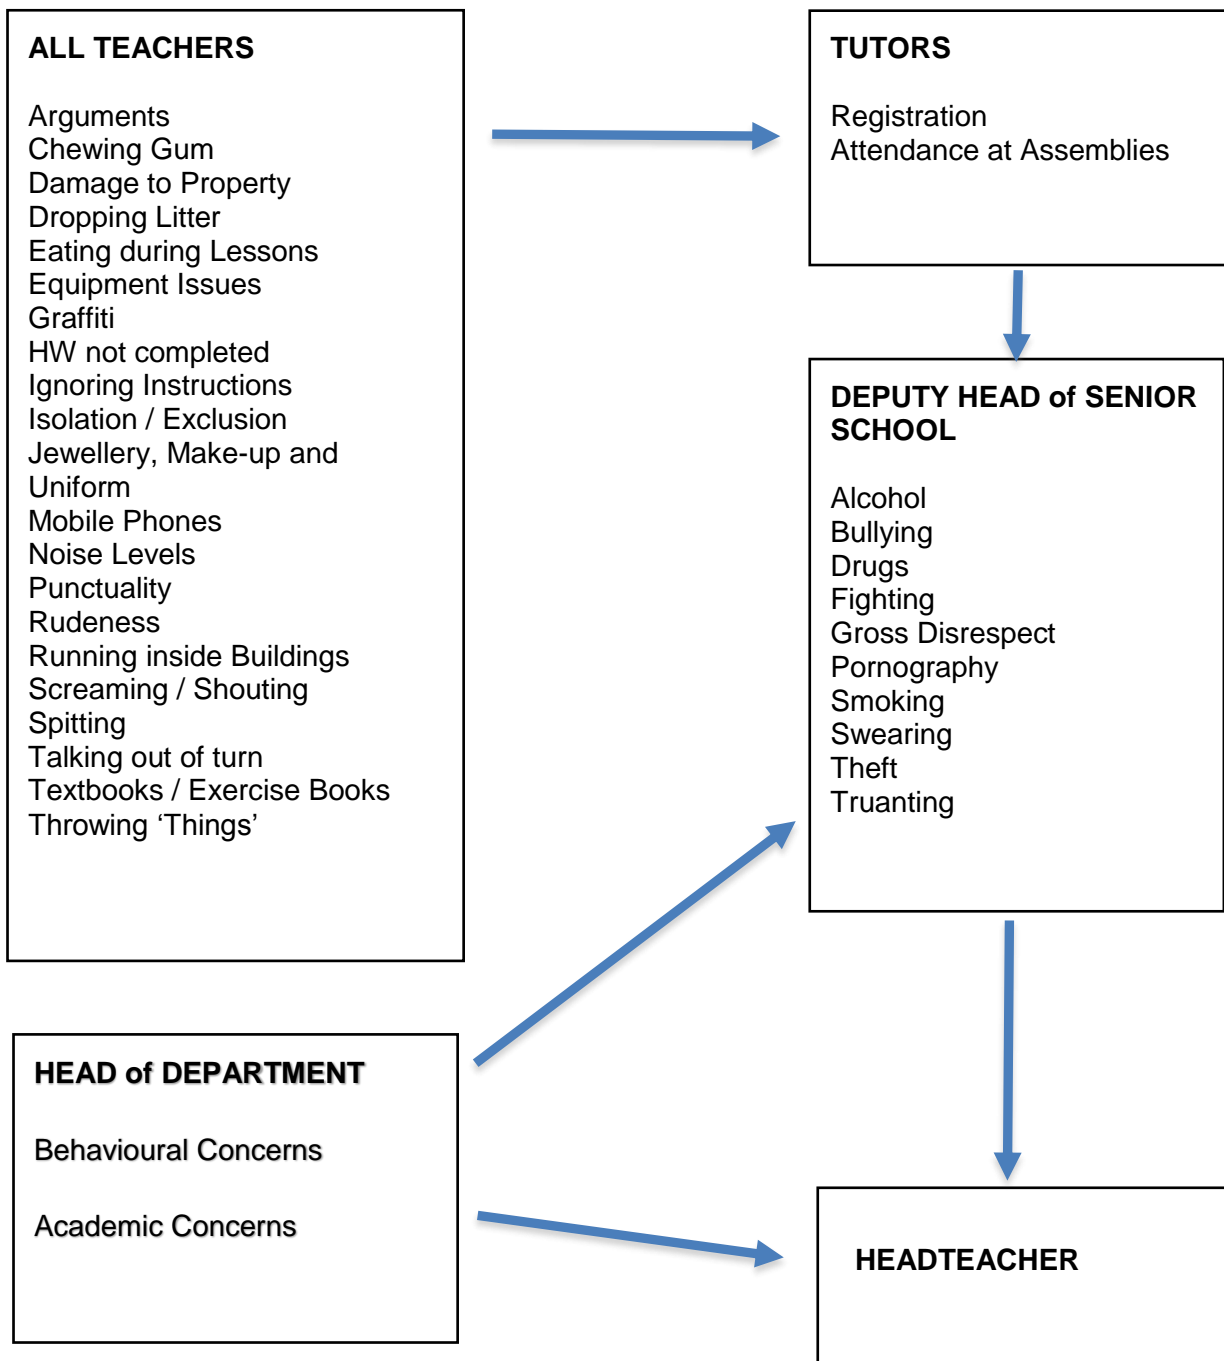 ALL TEACHERS
Arguments
Chewing Gum
Damage to Property
Dropping Litter
Eating during Lessons
Equipment Issues
Graffiti
HW not completed
Ignoring Instructions
Isolation / Exclusion
Jewellery, Make-up and
Uniform
Mobile Phones
Noise Levels
Punctuality
Rudeness
Running inside Buildings
Screaming / Shouting
Spitting
Talking out of turn
Textbooks / Exercise Books
Throwing ‘Things’
TUTORS
Registration
Attendance at Assemblies
DEPUTY HEAD of SENIOR
SCHOOL
Alcohol
Bullying
Drugs
Fighting
Gross Disrespect
Pornography
Smoking
Swearing
Theft
Truanting
HEAD of DEPARTMENT
Behavioural Concerns
Academic Concerns
HEADTEACHER